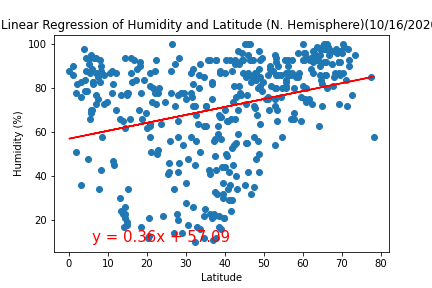 Linear Regression of Humidity and Latitude (N. Hemisphere)(10/16/2020
100
80
60
40
20
Humidity (%)
y = 0.36x + 57.09
0 10 20 30 40 50 60 70 80
Latitude